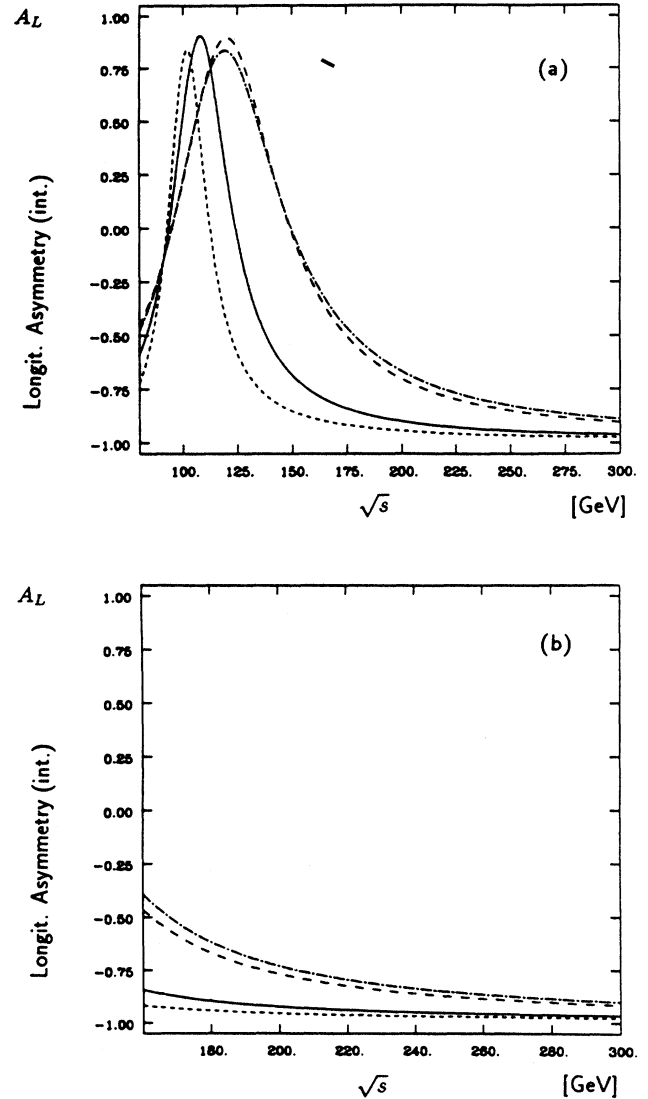 A_L
1.00
0.75
0.50
0.25
0.00
−0.25
−0.50
−0.75
−1.00
Longit. Asymmetry (int.)
(a)
100. 125. 150. 175. 200. 225. 250. 275. 300.
√s [GeV]
A_L
1.00
0.75
0.50
0.25
0.00
−0.25
−0.50
−0.75
−1.00
Longit. Asymmetry (int.)
(b)
180. 200. 220. 240. 260. 280. 300.
√s [GeV]